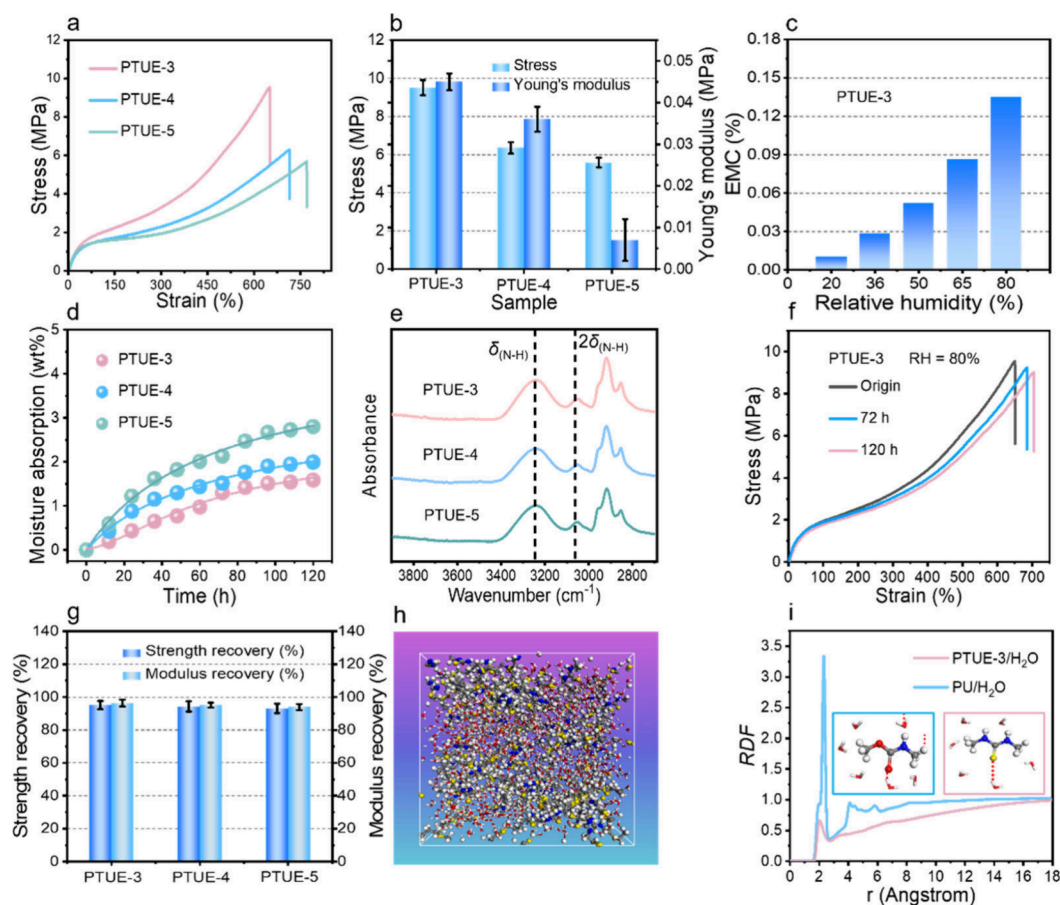 a
12
10
8
6
4
2
0
Stress (MPa)
PTUE-3
PTUE-4
PTUE-5
0
150
300
450
600
750
Strain (%)
b
12
10
8
6
4
2
0
Stress (MPa)
Stress
Young's modulus
0.05
0.04
0.03
0.02
0.01
0.00
Young's modulus (MPa)
PTUE-3
PTUE-4
PTUE-5
Sample
c
0.18
0.15
0.12
0.09
0.06
0.03
0.00
EMC (%)
PTUE-3
20
36
50
65
80
Relative humidity (%)
d
5
4
3
2
1
0
Moisture absorption (wt%)
PTUE-3
PTUE-4
PTUE-5
0
20
40
60
80
100
120
Time (h)
e
δ(N-H)
2δ(N-H)
PTUE-3
PTUE-4
PTUE-5
Absorbance
3800
3600
3400
3200
3000
2800
Wavenumber (cm⁻¹)
f
10
8
6
4
2
0
Stress (MPa)
PTUE-3 RH = 80%
Origin
72 h
120 h
0
100
200
300
400
500
600
700
Strain (%)
g
140
120
100
80
60
40
20
0
Strength recovery (%)
Strength recovery (%)
Modulus recovery (%)
140
120
100
80
60
40
20
0
Modulus recovery (%)
PTUE-3
PTUE-4
PTUE-5
h
i
3.5
3.0
2.5
2.0
1.5
1.0
0.5
0.0
RDF
PTUE-3/H₂O
PU/H₂O
0
2
4
6
8
10
12
14
16
18
r (Angstrom)